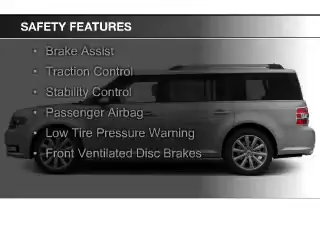 SAFETY FEATURES
• Brake Assist
• Traction Control
• Stability Control
• Passenger Airbag
• Low Tire Pressure Warning
• Front Ventilated Disc Brakes